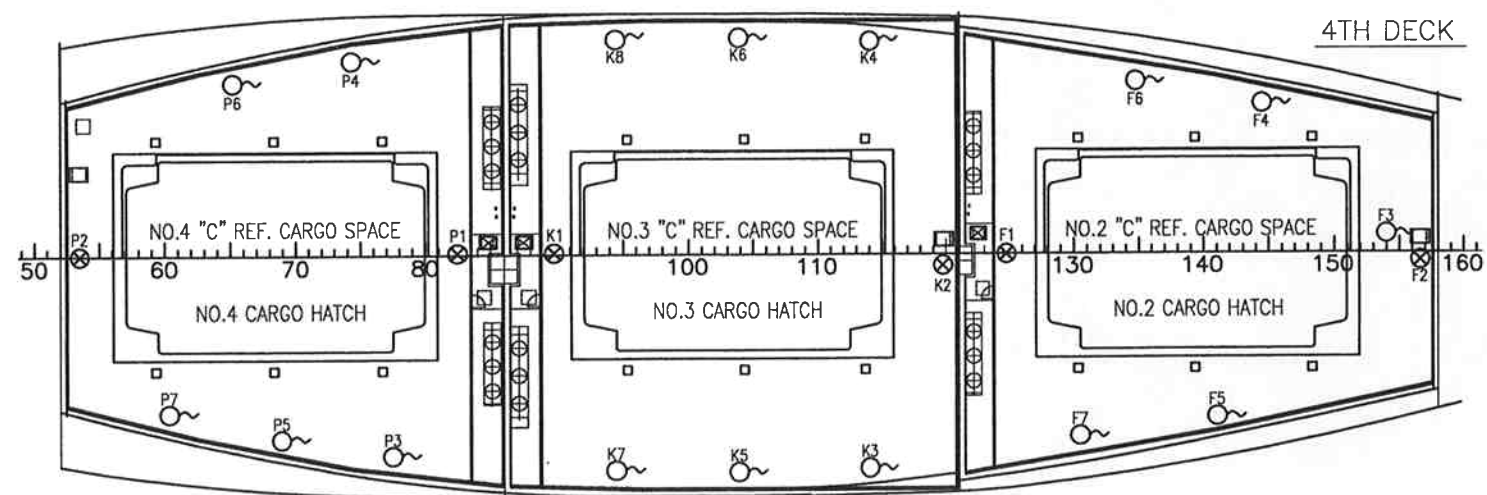 4TH DECK
K8 K6 K4
P4
P6 F6 F4
NO.4 "C" REF. CARGO SPACE NO.3 "C" REF. CARGO SPACE NO.2 "C" REF. CARGO SPACE
P2 P1 K1 K2 F1 F3 F2
50 60 70 80 100 110 130 140 150 160
NO.4 CARGO HATCH NO.3 CARGO HATCH NO.2 CARGO HATCH
P7 P5 P3 K7 K5 K3 F7 F5